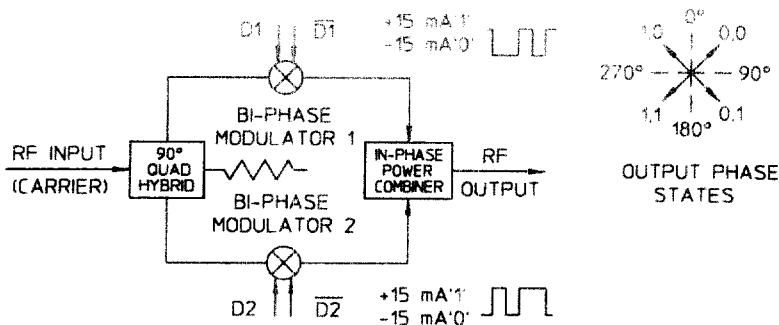 D1 D1
+15 mA'1'
-15 mA'0'
0°
1,0 0,0
270° 90°
1,1 0,1
180°
OUTPUT PHASE
STATES
BI-PHASE
MODULATOR 1
RF INPUT
(CARRIER)
90°
QUAD
HYBRID
IN-PHASE
POWER
COMBINER
RF
OUTPUT
BI-PHASE
MODULATOR 2
D2 D2
+15 mA'1'
-15 mA'0'